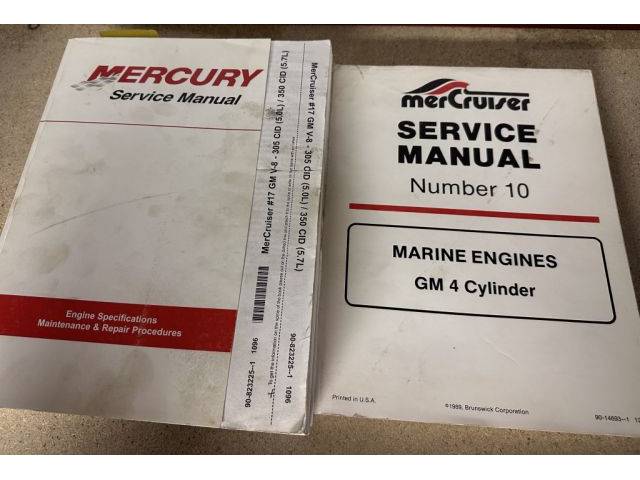 MERCURY
Service Manual
Engine Specifications
Maintenance & Repair Procedures
MerCruiser #17 GM V-8 - 305 CID (5.0L) / 350 CID (5.7L)
90-823225--1 1096
MerCruiser #17 GM V-8 - 305 CID (5.0L) / 350 CID (5.7L)
90-823225--1 1096
merCruiser
SERVICE
MANUAL
Number 10
MARINE ENGINES
GM 4 Cylinder
Printed in U.S.A.
©1989, Brunswick Corporation
90-14693--1